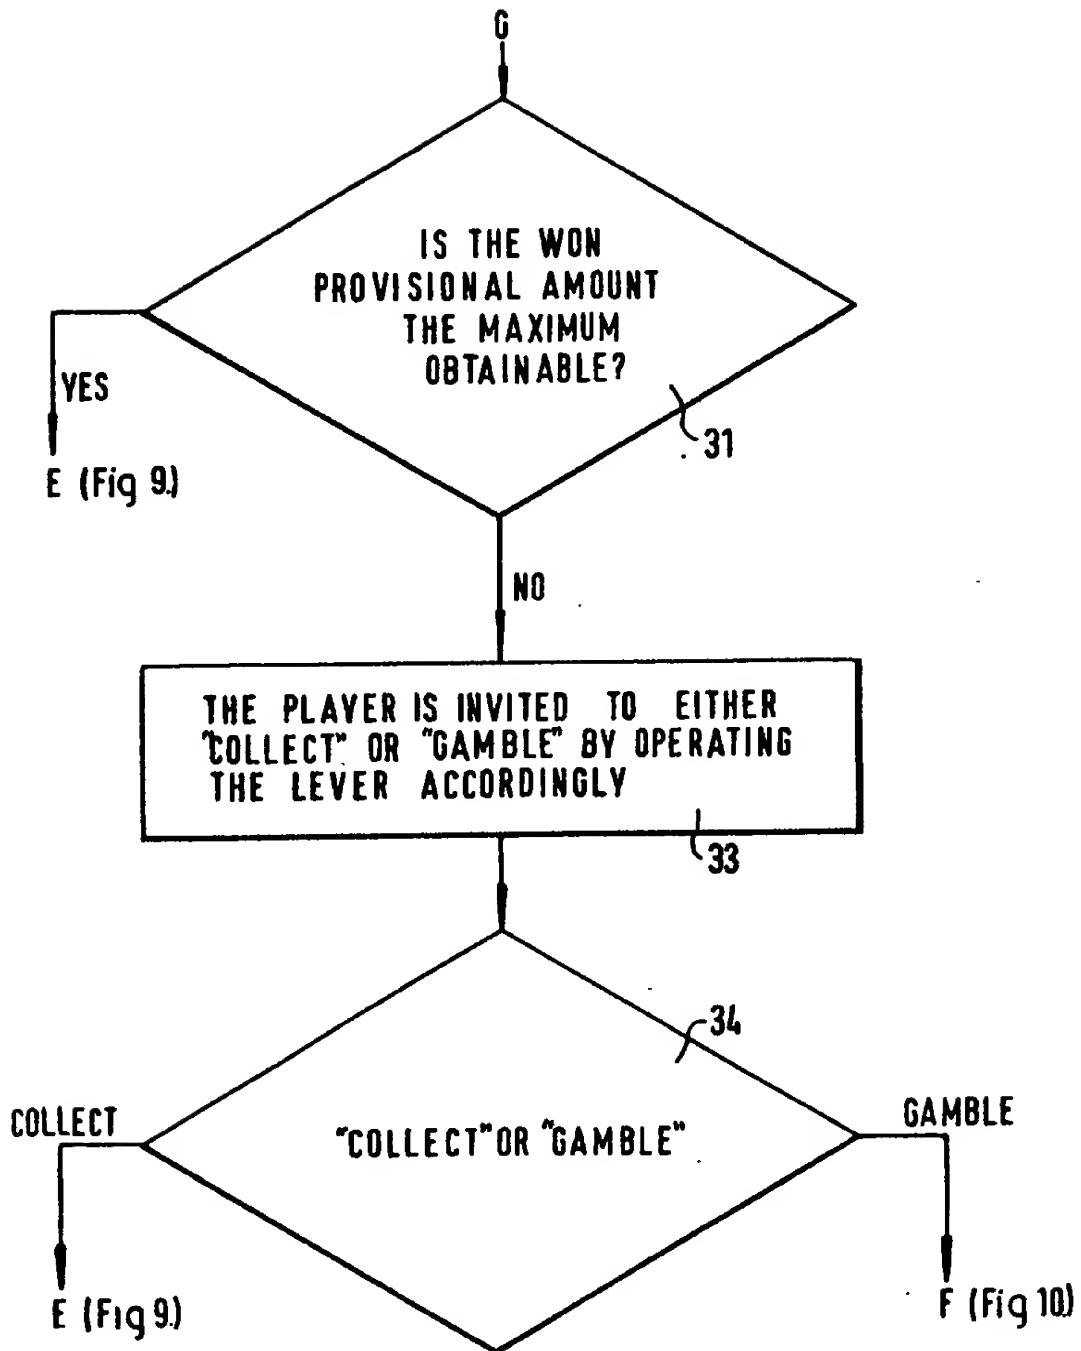 G
IS THE WON
PROVISIONAL AMOUNT
THE MAXIMUM
OBTAINABLE?
31
YES
E (Fig 9.)
NO
THE PLAYER IS INVITED TO EITHER
"COLLECT" OR "GAMBLE" BY OPERATING
THE LEVER ACCORDINGLY
33
34
COLLECT
"COLLECT" OR "GAMBLE"
GAMBLE
E (Fig 9.)
F (Fig 10.)